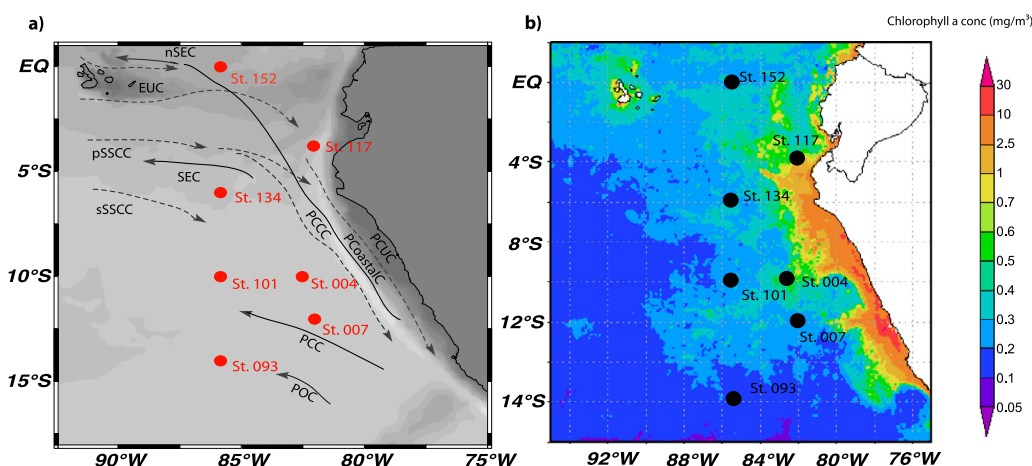 a)
nSEC
EQ
St. 152
EUC
St. 117
pSSCC
5°S
SEC
St. 134
sSSCC
PCCC
PCoastalC
PCUC
10°S
St. 101
St. 004
St. 007
PCC
St. 093
15°S
POC
90°W
85°W
80°W
75°W
b)
Chlorophyll a conc (mg/m³)
EQ
St. 152
St. 117
4°S
St. 134
8°S
St. 004
St. 101
12°S
St. 007
St. 093
14°S
92°W
88°W
84°W
80°W
76°W
30
10
2.5
1
0.7
0.6
0.5
0.4
0.3
0.2
0.1
0.05